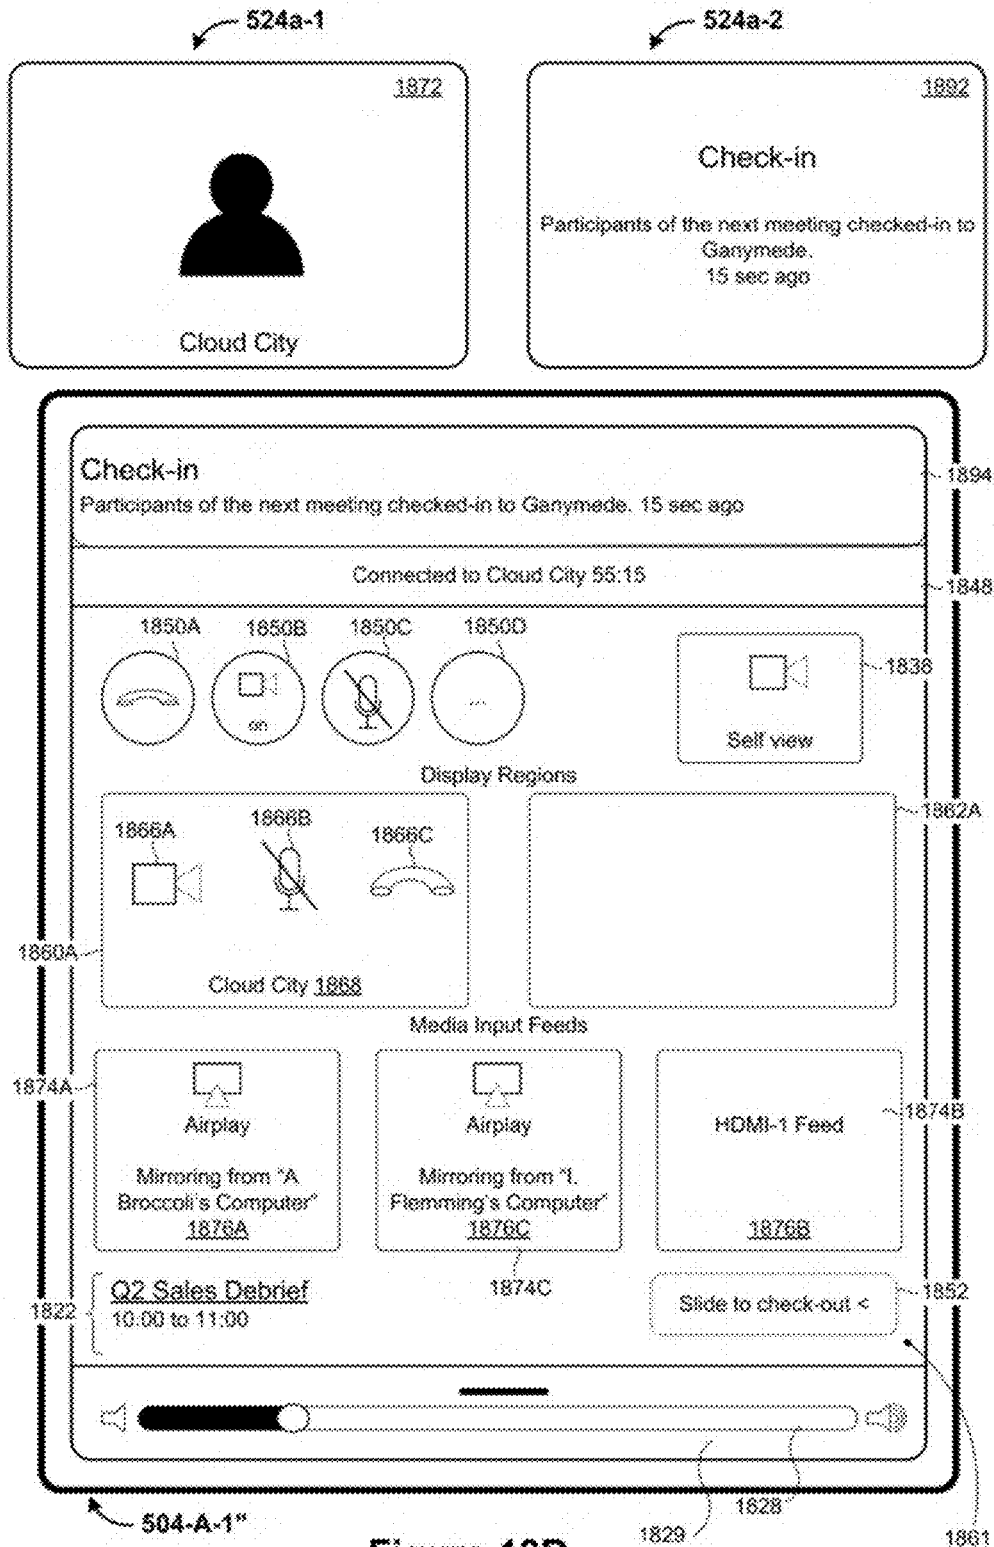 524a-1
524a-2
1872
1892
Check-in
Participants of the next meeting checked-in to
Ganymede.
15 sec ago
Cloud City
Check-in
Participants of the next meeting checked-in to Ganymede. 15 sec ago
1894
Connected to Cloud City 55:15
1848
1850A
1850B
1850C
1850D
on
...
Self view
1836
Display Regions
1862A
1866A
1866B
1866C
1860A
Cloud City 1868
Media Input Feeds
1874A
Airplay
Mirroring from "A
Broccoli's Computer"
1876A
Airplay
Mirroring from "I.
Flemming's Computer"
1876C
1874C
HDMI-1 Feed
1874B
1876B
1822
Q2 Sales Debrief
10:00 to 11:00
Slide to check-out <
1852
504-A-1"
1828
1829
1861